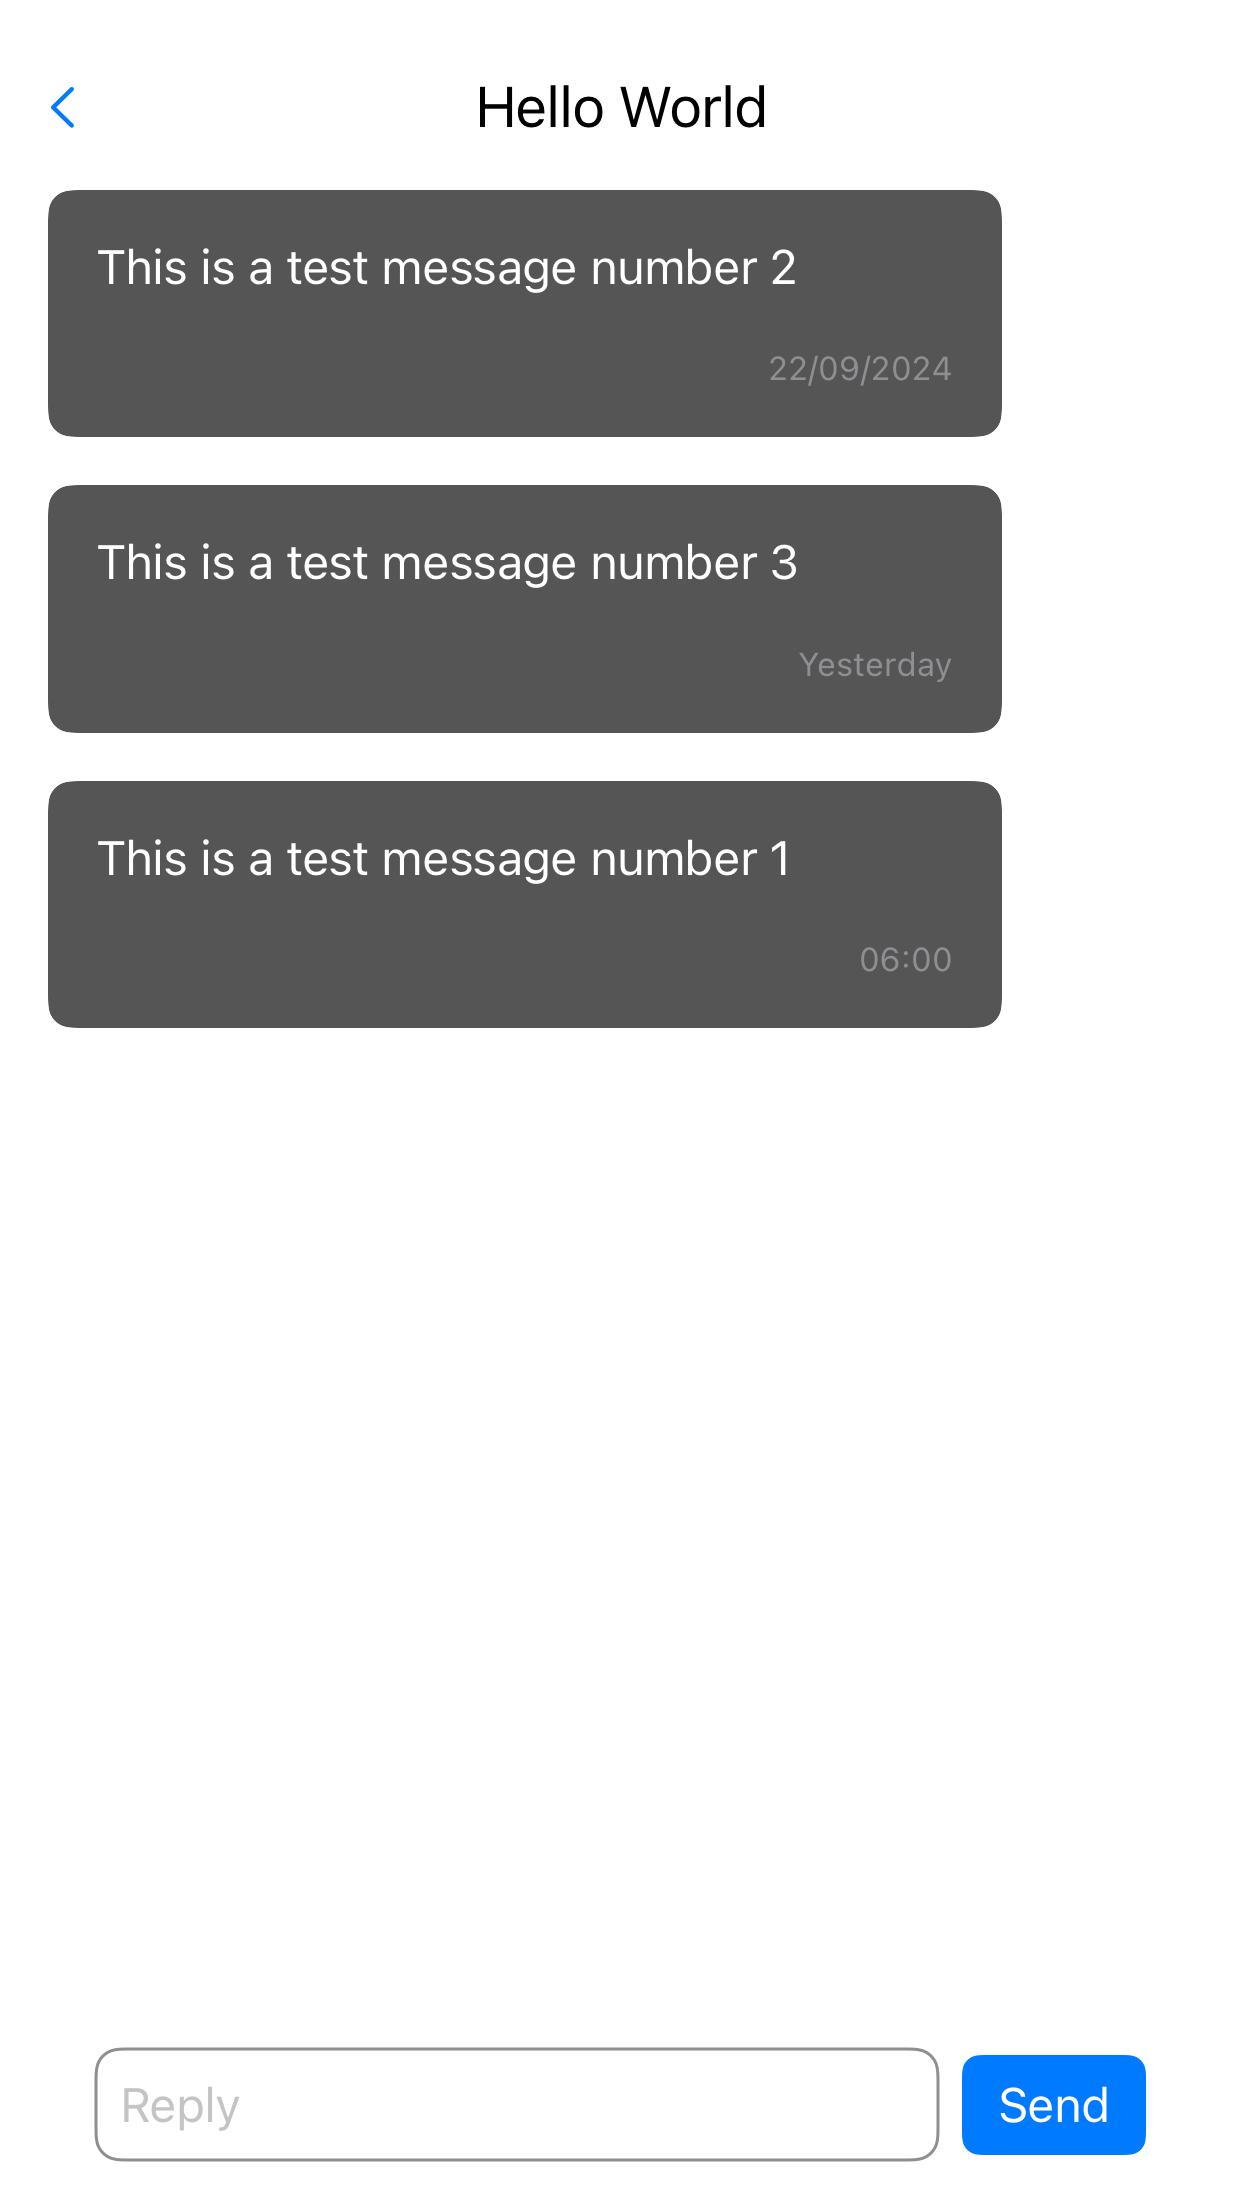 Hello World
This is a test message number 2
22/09/2024
This is a test message number 3
Yesterday
This is a test message number 1
06:00
Reply
Send